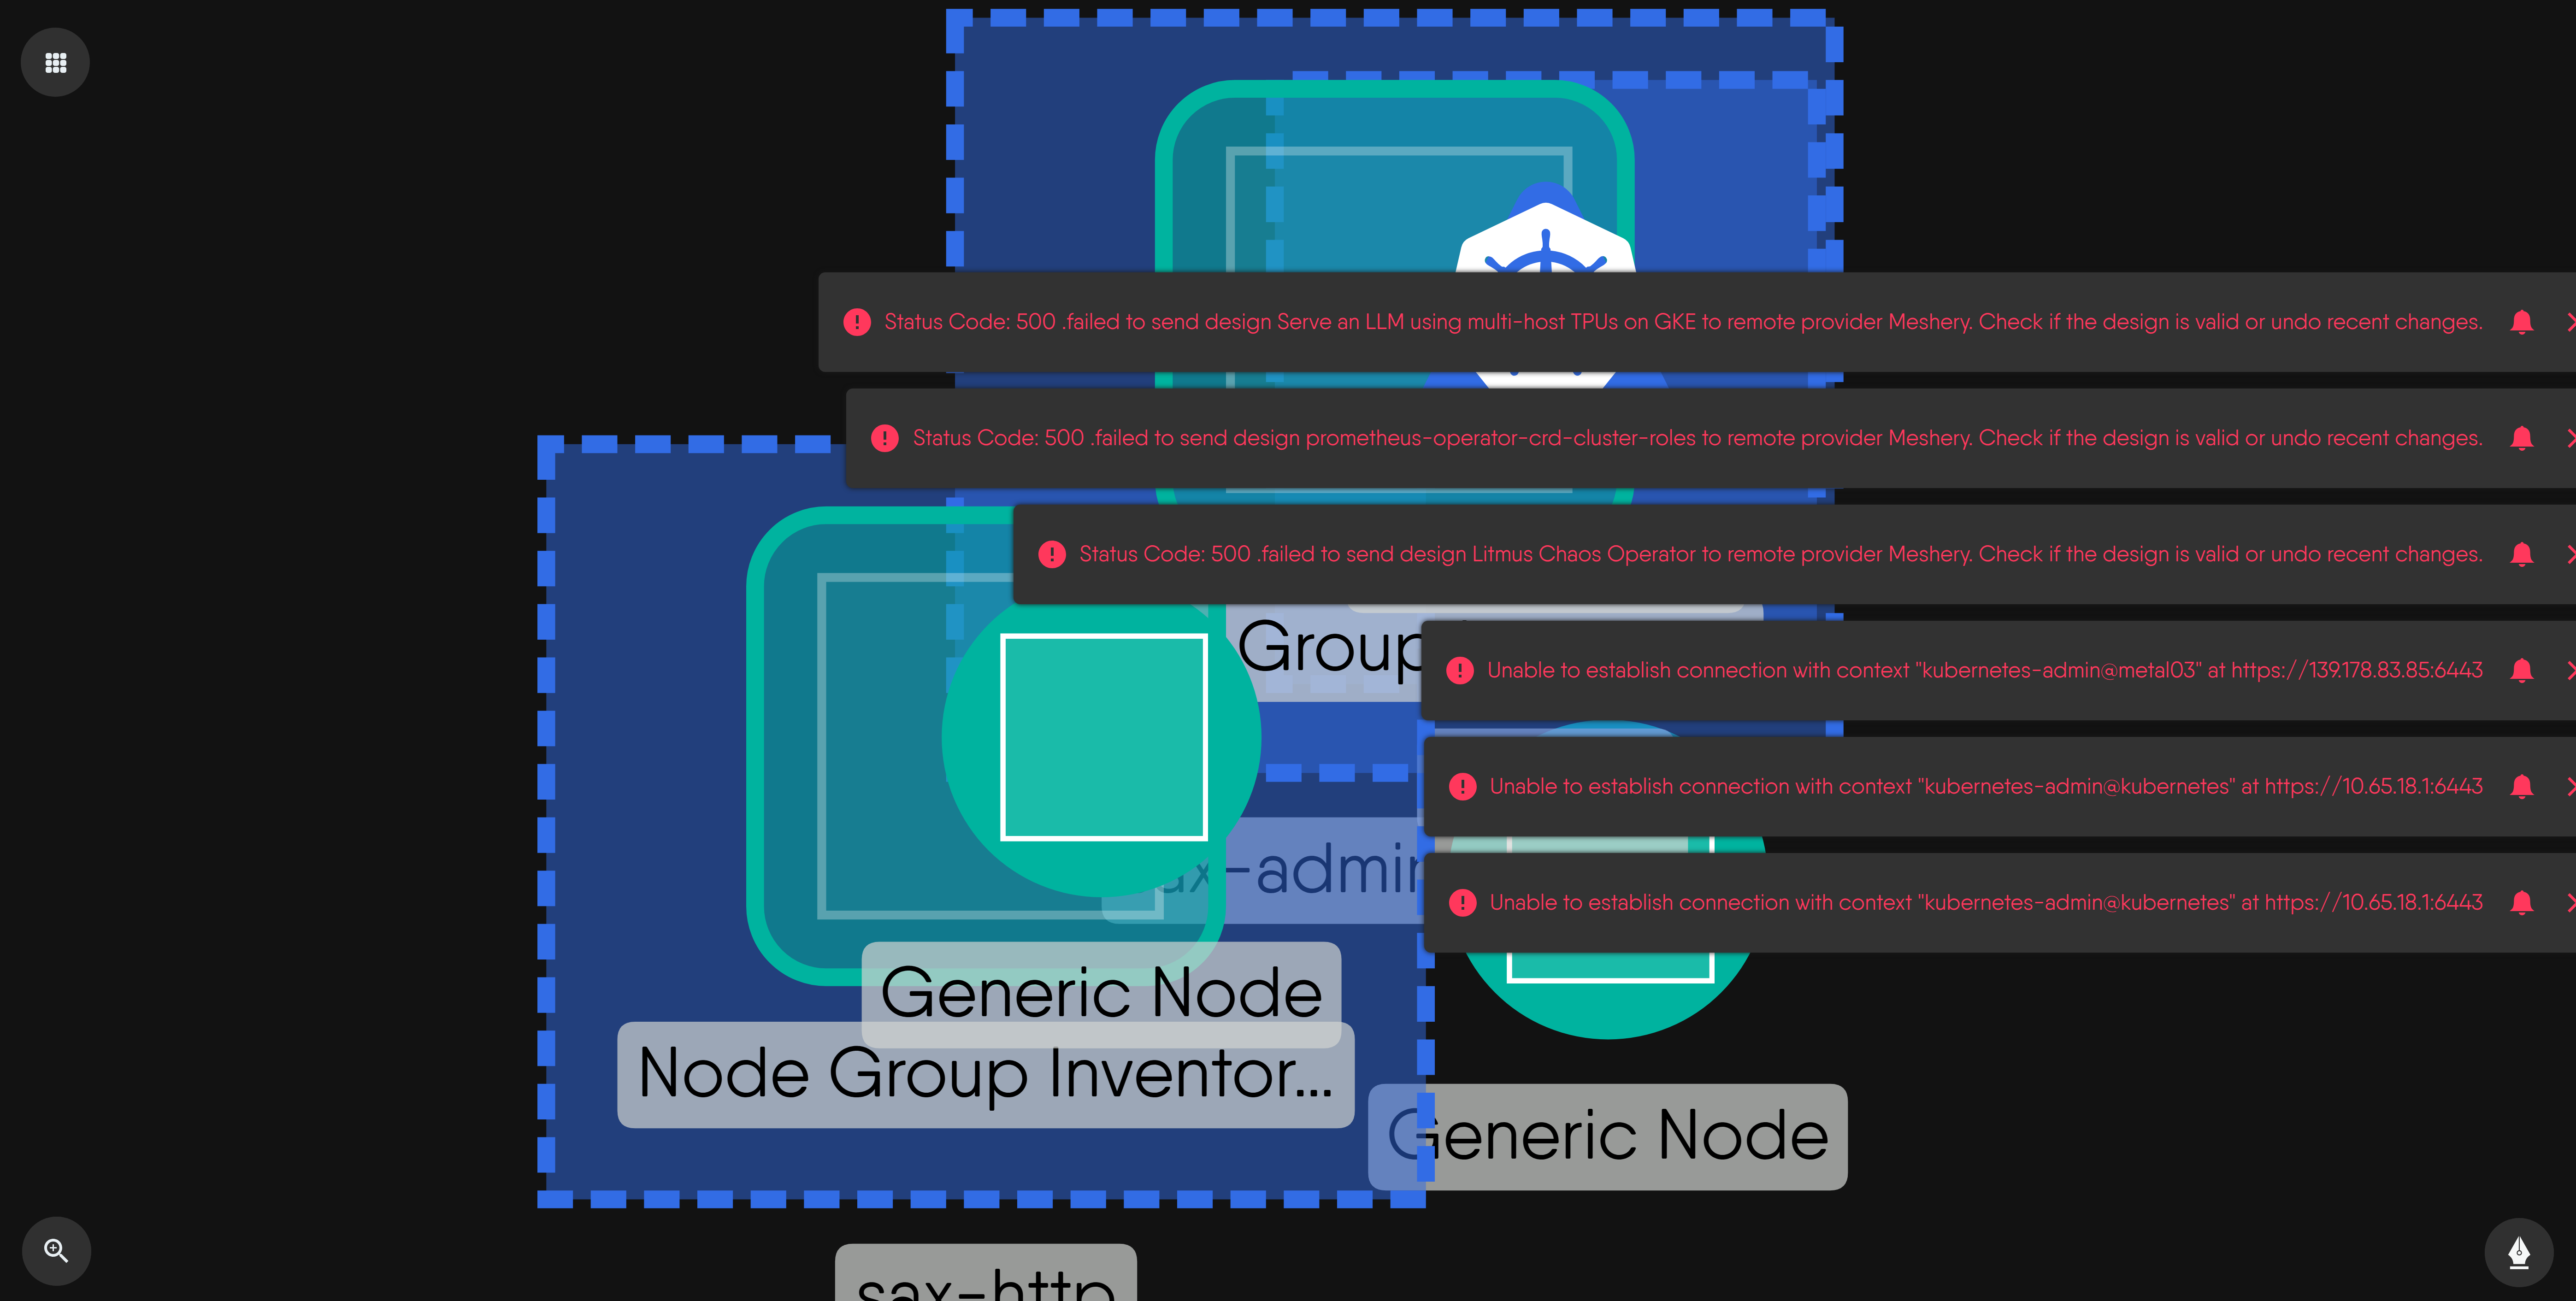 Status Code: 500 .failed to send design Serve an LLM using multi-host TPUs on GKE to remote provider Meshery. Check if the design is valid or undo recent changes.
Status Code: 500 .failed to send design prometheus-operator-crd-cluster-roles to remote provider Meshery. Check if the design is valid or undo recent changes.
Status Code: 500 .failed to send design Litmus Chaos Operator to remote provider Meshery. Check if the design is valid or undo recent changes.
Group
Unable to establish connection with context "kubernetes-admin@metal03" at https://139.178.83.85:6443
Unable to establish connection with context "kubernetes-admin@kubernetes" at https://10.65.18.1:6443
-admin
Unable to establish connection with context "kubernetes-admin@kubernetes" at https://10.65.18.1:6443
Generic Node
Node Group Inventor...
Generic Node
sax-http